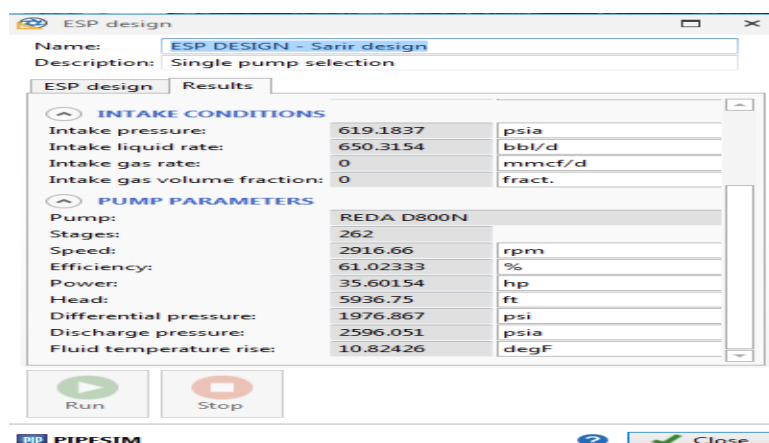 ESP design
Name: ESP DESIGN - Sarir design
Description: Single pump selection
ESP design Results
INTAKE CONDITIONS
Intake pressure: 619.1837 psia
Intake liquid rate: 650.3154 bbl/d
Intake gas rate: 0 mmcf/d
Intake gas volume fraction: 0 fract.
PUMP PARAMETERS
Pump: REDA D800N
Stages: 262
Speed: 2916.66 rpm
Efficiency: 61.02333 %
Power: 35.60154 hp
Head: 5936.75 ft
Differential pressure: 1976.867 psi
Discharge pressure: 2596.051 psia
Fluid temperature rise: 10.82426 degF
Run Stop
PIP PIPESIM ? Close